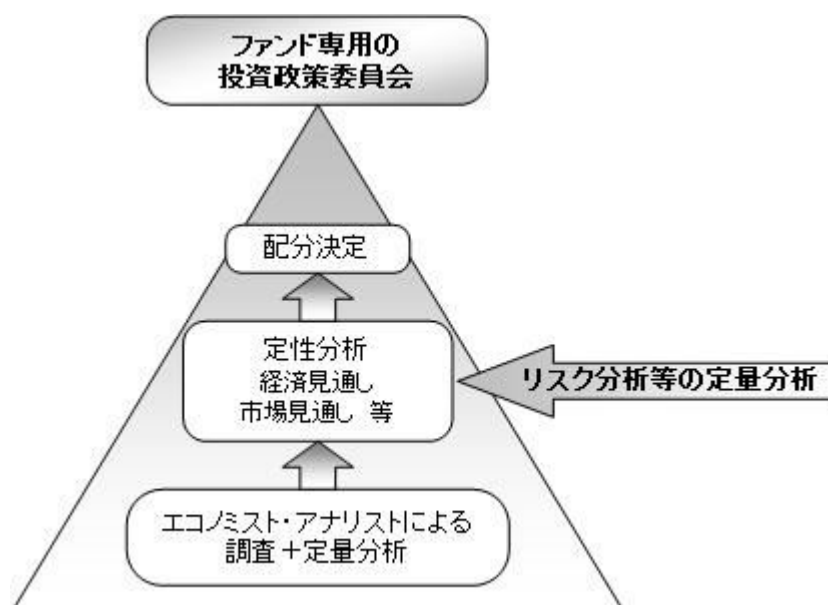 ファンド専用の
投資政策委員会
配分決定
定性分析
経済見通し
市場見通し 等
リスク分析等の定量分析
エコノミスト・アナリストによる
調査＋定量分析